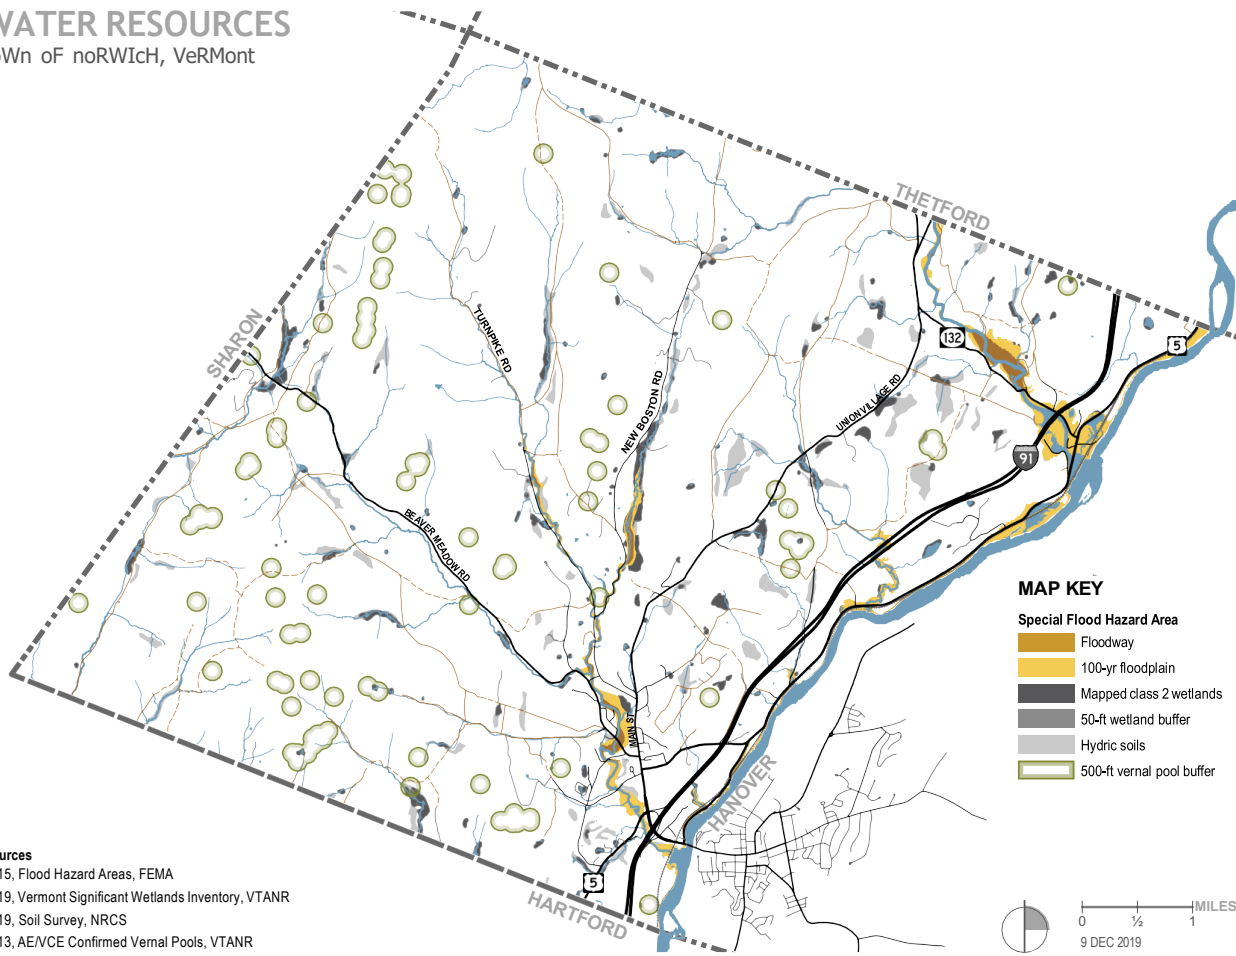 WATER RESOURCES
oWn oF noRWIcH, VeRMont
THETFORD
SHARON
TURNPIKE RD
NEW BOSTON RD
UNION VILLAGE RD
132
5
91
BEAVER MEADOW RD
MAIN ST
HANOVER
5
HARTFORD
MAP KEY
Special Flood Hazard Area
Floodway
100-yr floodplain
Mapped class 2 wetlands
50-ft wetland buffer
Hydric soils
500-ft vernal pool buffer
urces
15, Flood Hazard Areas, FEMA
19, Vermont Significant Wetlands Inventory, VTANR
19, Soil Survey, NRCS
13, AE/VCE Confirmed Vernal Pools, VTANR
MILES
0 ½ 1
9 DEC 2019